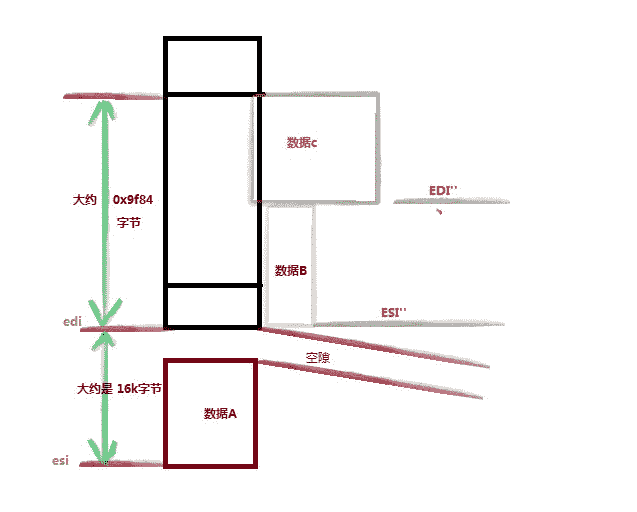 数据c
大约 0x9f84
字节
EDI''
数据B
edi
ESI''
空隙
大约是 16k字节
数据A
esi